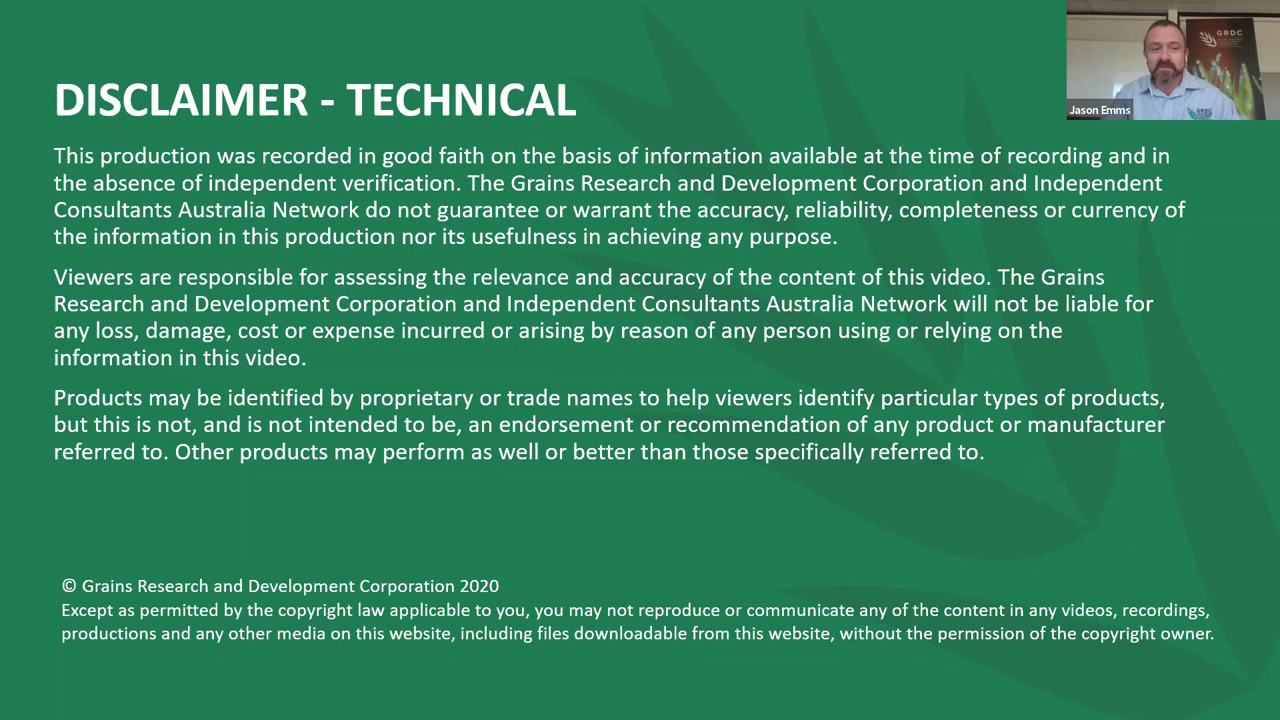 DISCLAIMER - TECHNICAL
This production was recorded in good faith on the basis of information available at the time of recording and in
the absence of independent verification. The Grains Research and Development Corporation and Independent
Consultants Australia Network do not guarantee or warrant the accuracy, reliability, completeness or currency of
the information in this production nor its usefulness in achieving any purpose.
Viewers are responsible for assessing the relevance and accuracy of the content of this video. The Grains
Research and Development Corporation and Independent Consultants Australia Network will not be liable for
any loss, damage, cost or expense incurred or arising by reason of any person using or relying on the
information in this video.
Products may be identified by proprietary or trade names to help viewers identify particular types of products,
but this is not, and is not intended to be, an endorsement or recommendation of any product or manufacturer
referred to. Other products may perform as well or better than those specifically referred to.
© Grains Research and Development Corporation 2020
Except as permitted by the copyright law applicable to you, you may not reproduce or communicate any of the content in any videos, recordings,
productions and any other media on this website, including files downloadable from this website, without the permission of the copyright owner.
GRDC
Jason Emms
GRDC